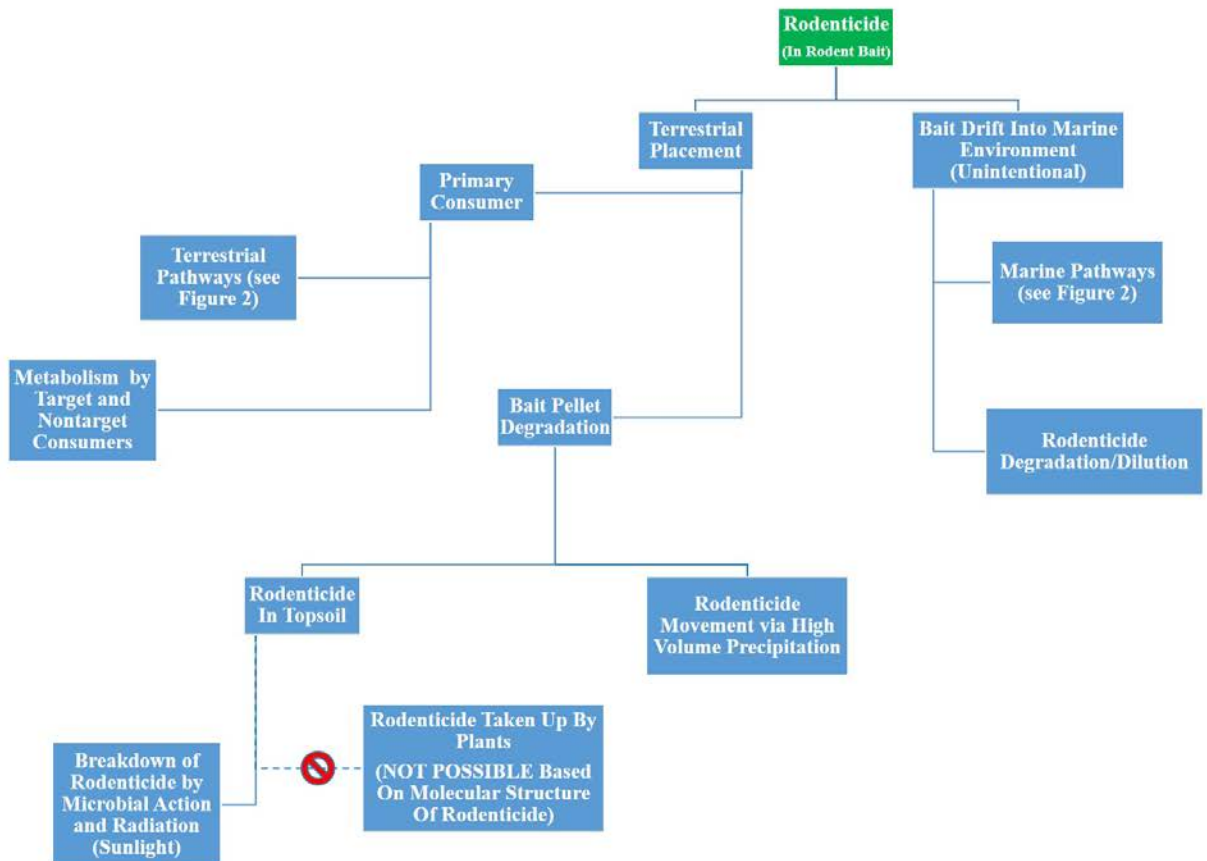 Rodenticide
(In Rodent Bait)
Terrestrial
Placement
Bait Drift Into Marine
Environment
(Unintentional)
Primary
Consumer
Terrestrial
Pathways (see
Figure 2)
Marine Pathways
(see Figure 2)
Metabolism by
Target and
Nontarget
Consumers
Bait Pellet
Degradation
Rodenticide
Degradation/Dilution
Rodenticide
In Topsoil
Rodenticide
Movement via High
Volume Precipitation
Rodenticide Taken Up By
Plants
(NOT POSSIBLE Based
On Molecular Structure
Of Rodenticide)
Breakdown of
Rodenticide by
Microbial Action
and Radiation
(Sunlight)